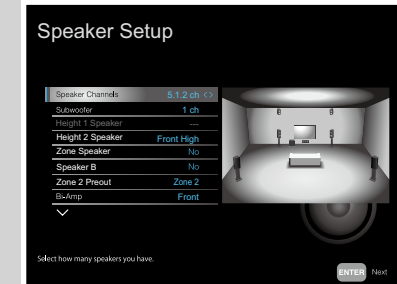 Speaker Setup
Speaker Channels 5.1.2 ch <>
Subwoofer 1 ch
Height 1 Speaker ---
Height 2 Speaker Front High
Zone Speaker No
Speaker B No
Zone 2 Preout Zone 2
Bi-Amp Front
Select how many speakers you have.
ENTER Next